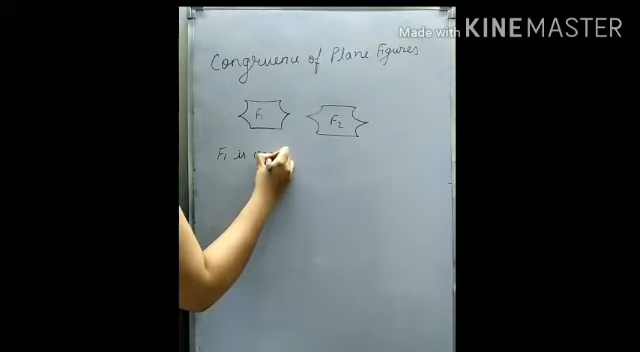 Made with KINEMASTER
Congruence of Plane Figures
F1 F2
F1 is